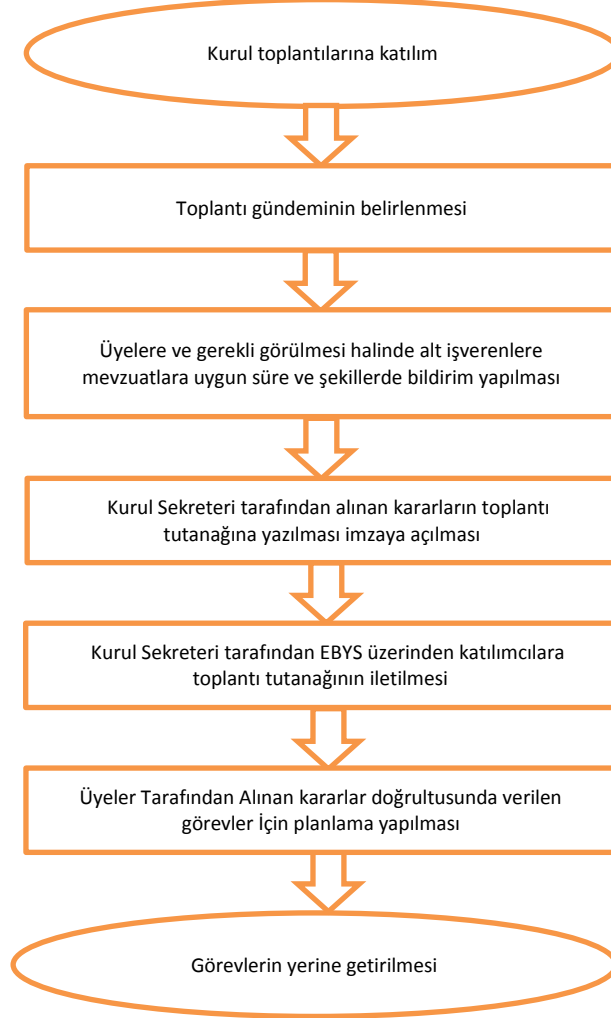 Kurul toplantılarına katılım
Toplantı gündeminin belirlenmesi
Üyelere ve gerekli görülmesi halinde alt işverenlere
mevzuatlara uygun süre ve şekillerde bildirim yapılması
Kurul Sekreteri tarafından alınan kararların toplantı
tutanağına yazılması imzaya açılması
Kurul Sekreteri tarafından EBYS üzerinden katılımcılara
toplantı tutanağının iletilmesi
Üyeler Tarafından Alınan kararlar doğrultusunda verilen
görevler İçin planlama yapılması
Görevlerin yerine getirilmesi